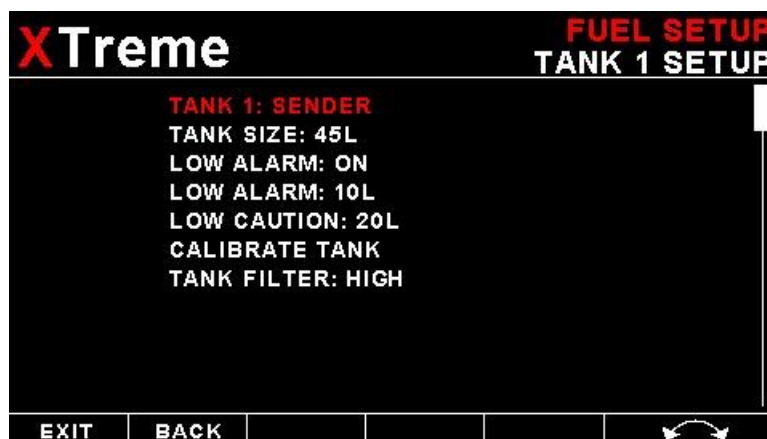 XTreme
FUEL SETUP
TANK 1 SETUP
TANK 1: SENDER
TANK SIZE: 45L
LOW ALARM: ON
LOW ALARM: 10L
LOW CAUTION: 20L
CALIBRATE TANK
TANK FILTER: HIGH
EXIT BACK